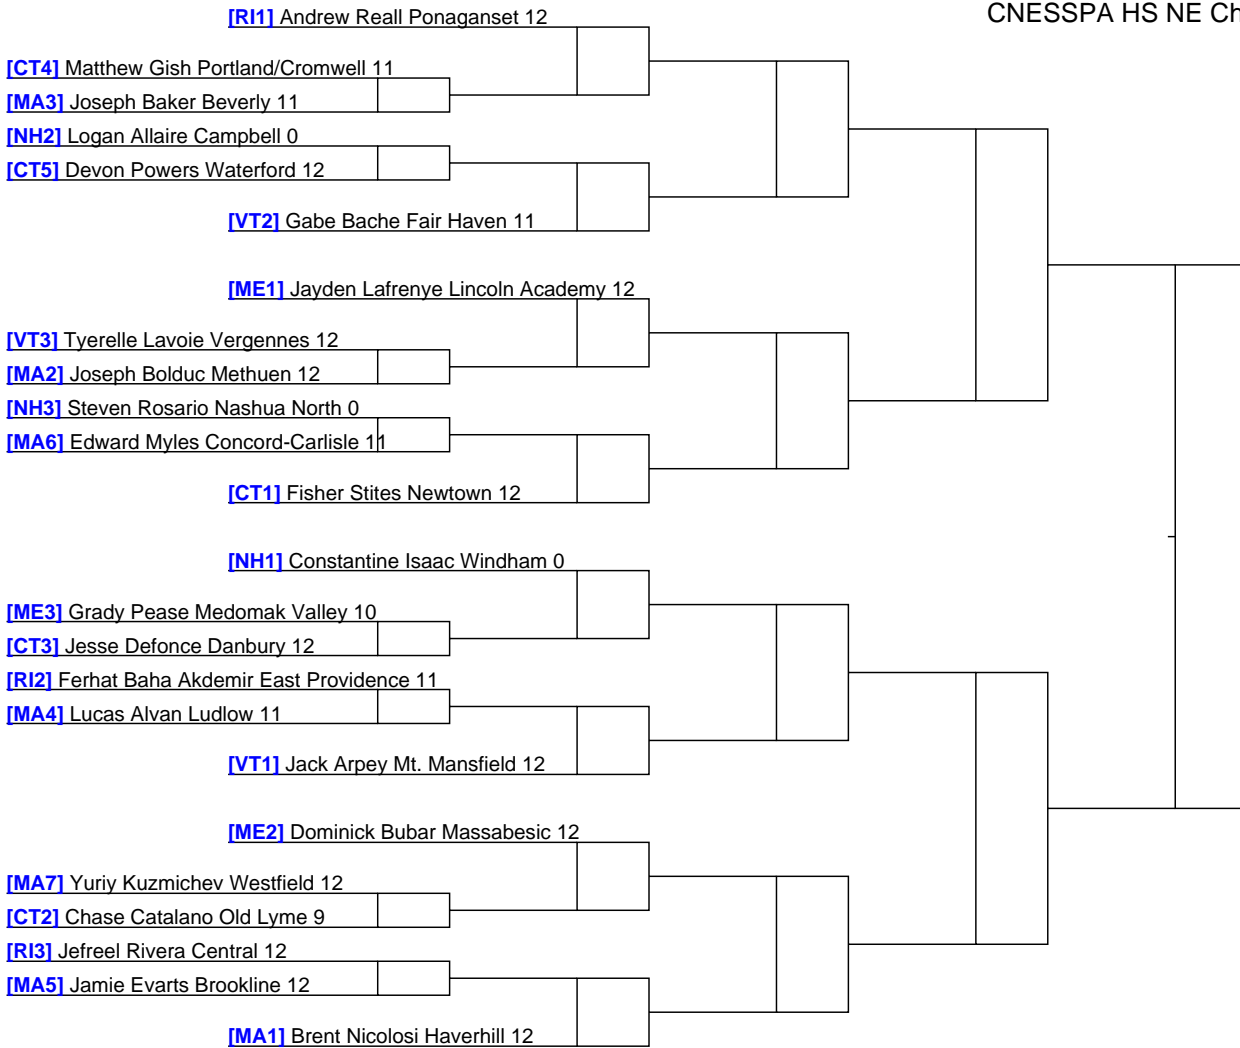 CNESSPA HS NE Ch
[RI1] Andrew Reall Ponaganset 12
[CT4] Matthew Gish Portland/Cromwell 11
[MA3] Joseph Baker Beverly 11
[NH2] Logan Allaire Campbell 0
[CT5] Devon Powers Waterford 12
[VT2] Gabe Bache Fair Haven 11
[ME1] Jayden Lafrenye Lincoln Academy 12
[VT3] Tyerelle Lavoie Vergennes 12
[MA2] Joseph Bolduc Methuen 12
[NH3] Steven Rosario Nashua North 0
[MA6] Edward Myles Concord-Carlisle 11
[CT1] Fisher Stites Newtown 12
[NH1] Constantine Isaac Windham 0
[ME3] Grady Pease Medomak Valley 10
[CT3] Jesse Defonce Danbury 12
[RI2] Ferhat Baha Akdemir East Providence 11
[MA4] Lucas Alvan Ludlow 11
[VT1] Jack Arpey Mt. Mansfield 12
[ME2] Dominick Bubar Massabesic 12
[MA7] Yuriy Kuzmichev Westfield 12
[CT2] Chase Catalano Old Lyme 9
[RI3] Jefreel Rivera Central 12
[MA5] Jamie Evarts Brookline 12
[MA1] Brent Nicolosi Haverhill 12